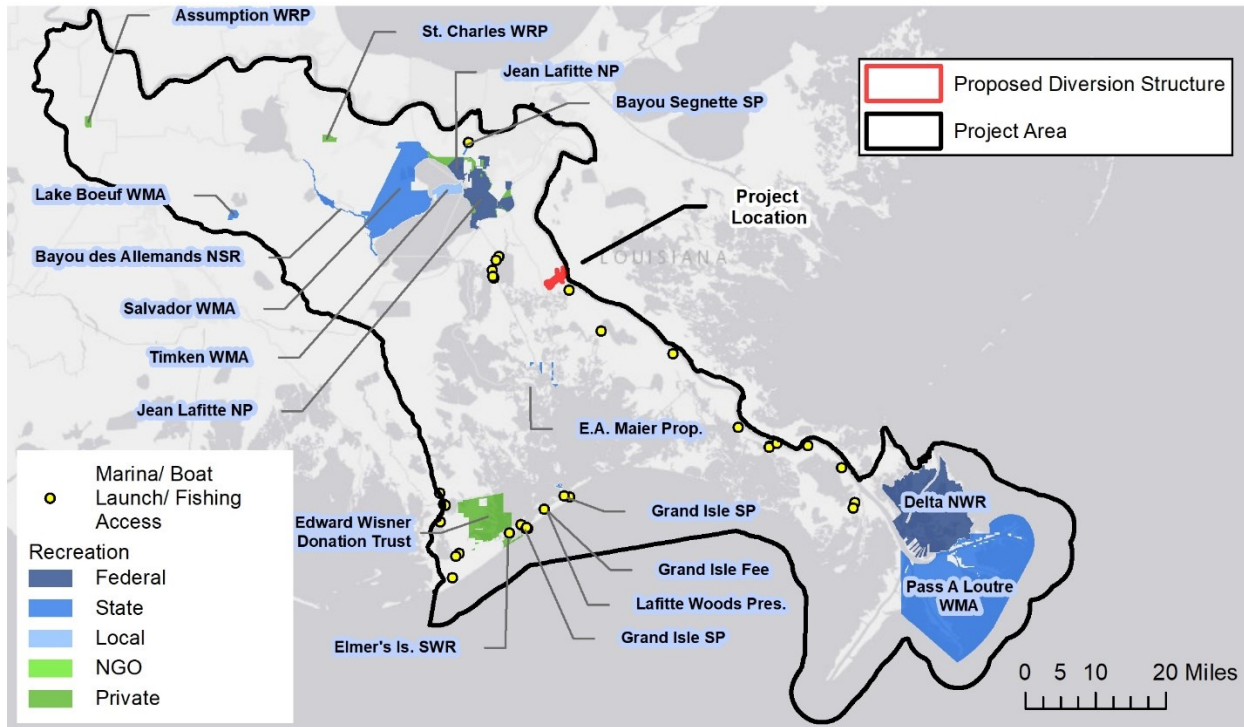 Assumption WRP
St. Charles WRP
Jean Lafitte NP
Bayou Segnette SP
Proposed Diversion Structure
Project Area
Lake Boeuf WMA
Project
Location
LOUISIANA
Bayou des Allemands NSR
Salvador WMA
Timken WMA
Jean Lafitte NP
E.A. Maier Prop.
Marina/ Boat
Launch/ Fishing
Access
Recreation
Federal
State
Local
NGO
Private
Edward Wisner
Donation Trust
Grand Isle SP
Delta NWR
Grand Isle Fee
Lafitte Woods Pres.
Pass A Loutre
WMA
Grand Isle SP
Elmer's Is. SWR
0 5 10 20 Miles